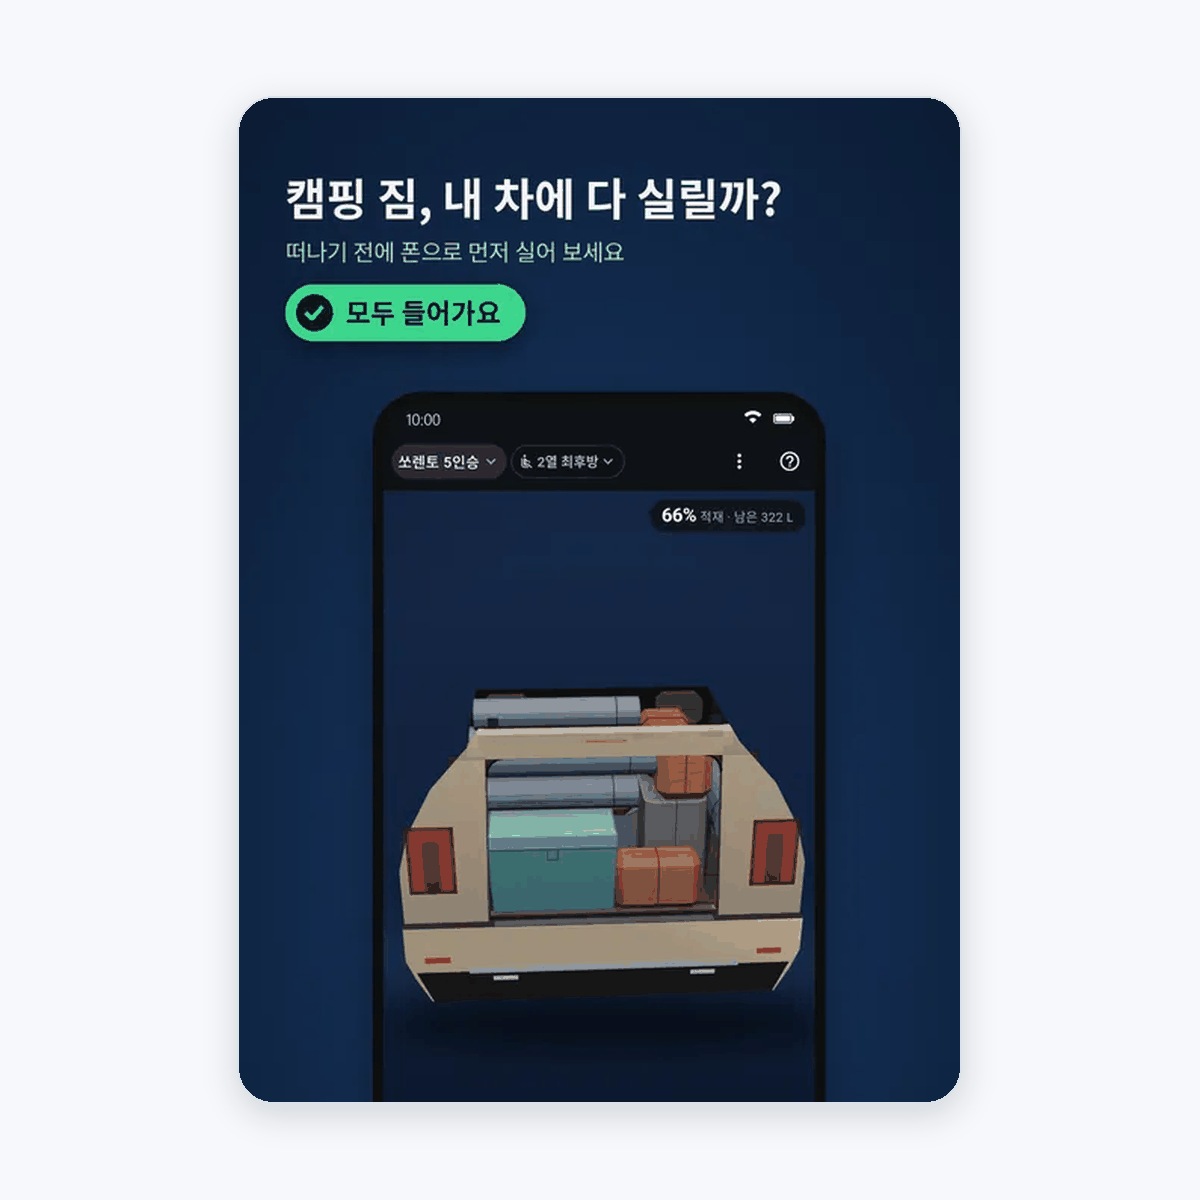 캠핑 짐, 내 차에 다 실릴까?
떠나기 전에 폰으로 먼저 실어 보세요
모두 들어가요
10:00
쏘렌토 5인승 2열 최후방
66% 적재 · 남은 322 L